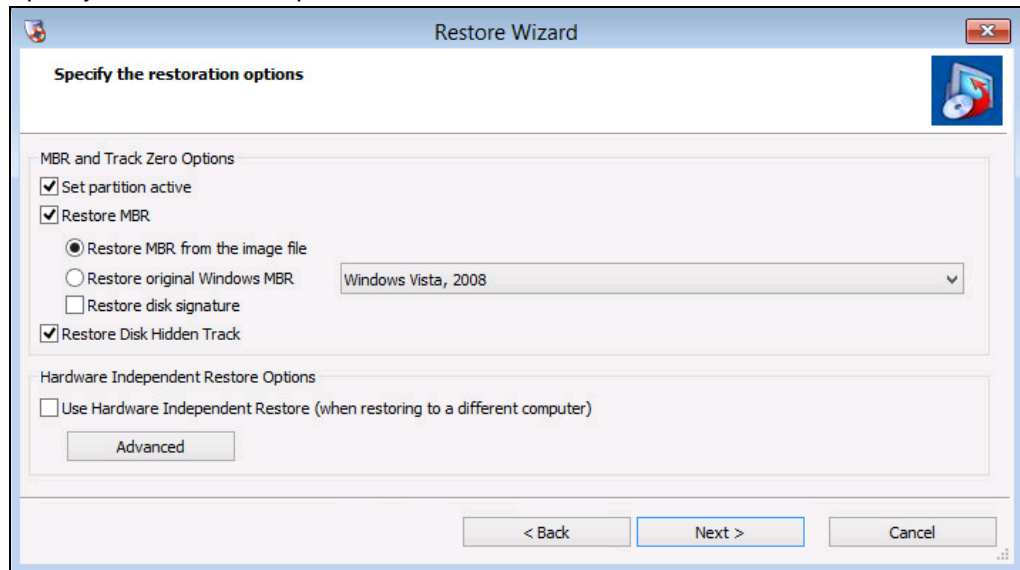 Restore Wizard
Specify the restoration options
MBR and Track Zero Options
Set partition active
Restore MBR
Restore MBR from the image file
Restore original Windows MBR Windows Vista, 2008
Restore disk signature
Restore Disk Hidden Track
Hardware Independent Restore Options
Use Hardware Independent Restore (when restoring to a different computer)
Advanced
< Back Next > Cancel